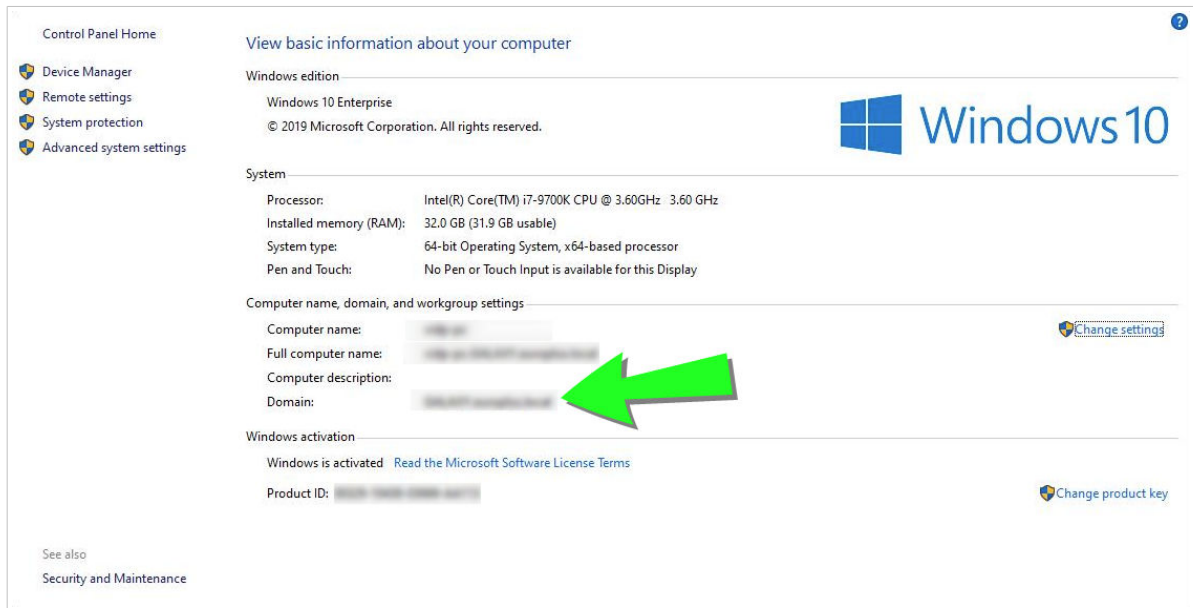 Control Panel Home
Device Manager
Remote settings
System protection
Advanced system settings
See also
Security and Maintenance
?
View basic information about your computer
Windows edition
Windows 10 Enterprise
© 2019 Microsoft Corporation. All rights reserved.
Windows 10
System
Processor: Intel(R) Core(TM) i7-9700K CPU @ 3.60GHz 3.60 GHz
Installed memory (RAM): 32.0 GB (31.9 GB usable)
System type: 64-bit Operating System, x64-based processor
Pen and Touch: No Pen or Touch Input is available for this Display
Computer name, domain, and workgroup settings
Computer name:
Change settings
Full computer name:
Computer description:
Domain:
Windows activation
Windows is activated Read the Microsoft Software License Terms
Product ID:
Change product key